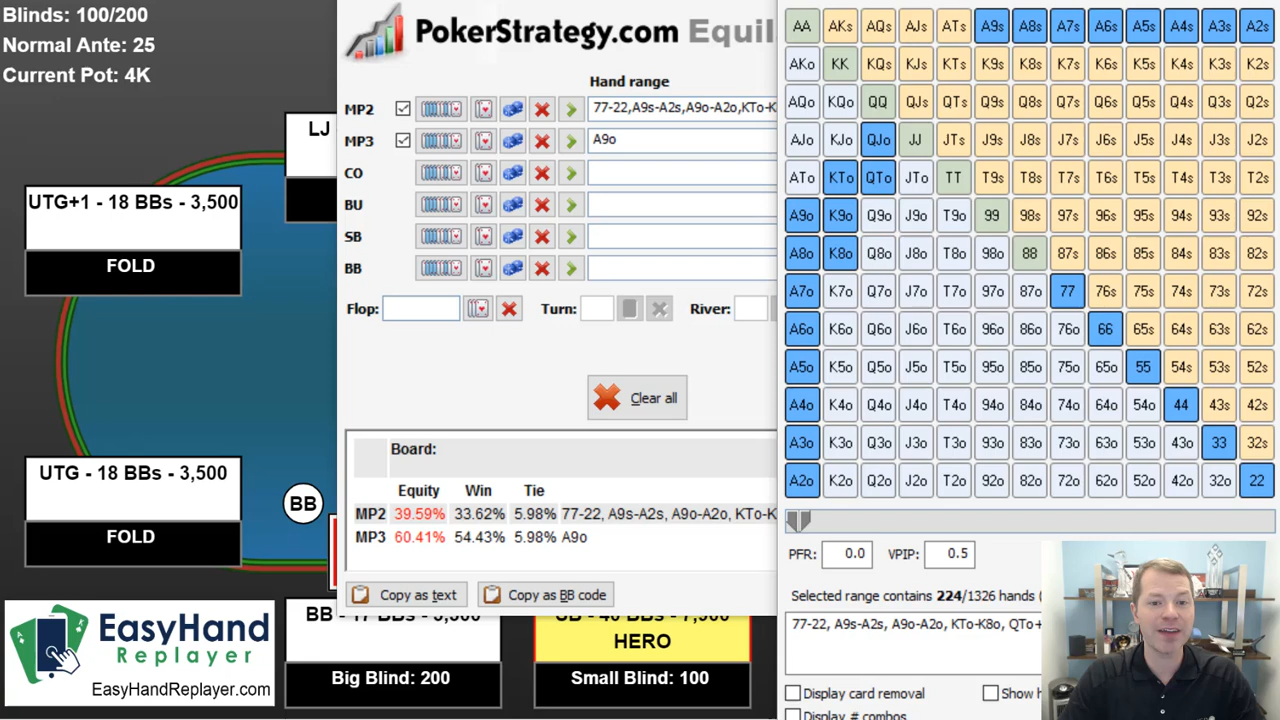 Blinds: 100/200
Normal Ante: 25
Current Pot: 4K
LJ
UTG+1 - 18 BBs - 3,500
FOLD
UTG - 18 BBs - 3,500
FOLD
BB
EasyHand
Replayer
EasyHandReplayer.com
Big Blind: 200
HERO
Small Blind: 100
PokerStrategy.com Equil
Hand range
MP2 77-22,A9s-A2s,A9o-A2o,KTo-K
MP3 A9o
CO
BU
SB
BB
Flop: Turn: River:
Clear all
Board:
Equity Win Tie
MP2 39.59% 33.62% 5.98% 77-22, A9s-A2s, A9o-A2o, KTo-K
MP3 60.41% 54.43% 5.98% A9o
Copy as text Copy as BB code
AA AKs AQs AJs ATs A9s A8s A7s A6s A5s A4s A3s A2s
AKo KK KQs KJs KTs K9s K8s K7s K6s K5s K4s K3s K2s
AQo KQo QQ QJs QTs Q9s Q8s Q7s Q6s Q5s Q4s Q3s Q2s
AJo KJo QJo JJ JTs J9s J8s J7s J6s J5s J4s J3s J2s
ATo KTo QTo JTo TT T9s T8s T7s T6s T5s T4s T3s T2s
A9o K9o Q9o J9o T9o 99 98s 97s 96s 95s 94s 93s 92s
A8o K8o Q8o J8o T8o 98o 88 87s 86s 85s 84s 83s 82s
A7o K7o Q7o J7o T7o 97o 87o 77 76s 75s 74s 73s 72s
A6o K6o Q6o J6o T6o 96o 86o 76o 66 65s 64s 63s 62s
A5o K5o Q5o J5o T5o 95o 85o 75o 65o 55 54s 53s 52s
A4o K4o Q4o J4o T4o 94o 84o 74o 64o 54o 44 43s 42s
A3o K3o Q3o J3o T3o 93o 83o 73o 63o 53o 43o 33 32s
A2o K2o Q2o J2o T2o 92o 82o 72o 62o 52o 42o 32o 22
PFR: 0.0 VPIP: 0.5
Selected range contains 224/1326 hands (
77-22, A9s-A2s, A9o-A2o, KTo-K8o, QTo+
Display card removal Show h
Display # combos